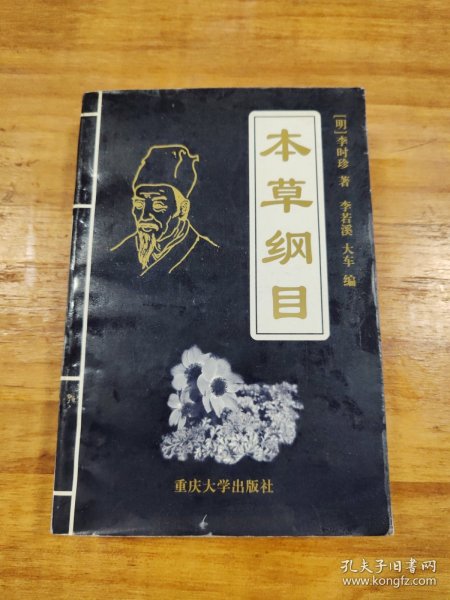 本草纲目
[明]李时珍 著 李若溪 大车 编
重庆大学出版社
孔夫子旧书网
www.kongfz.com